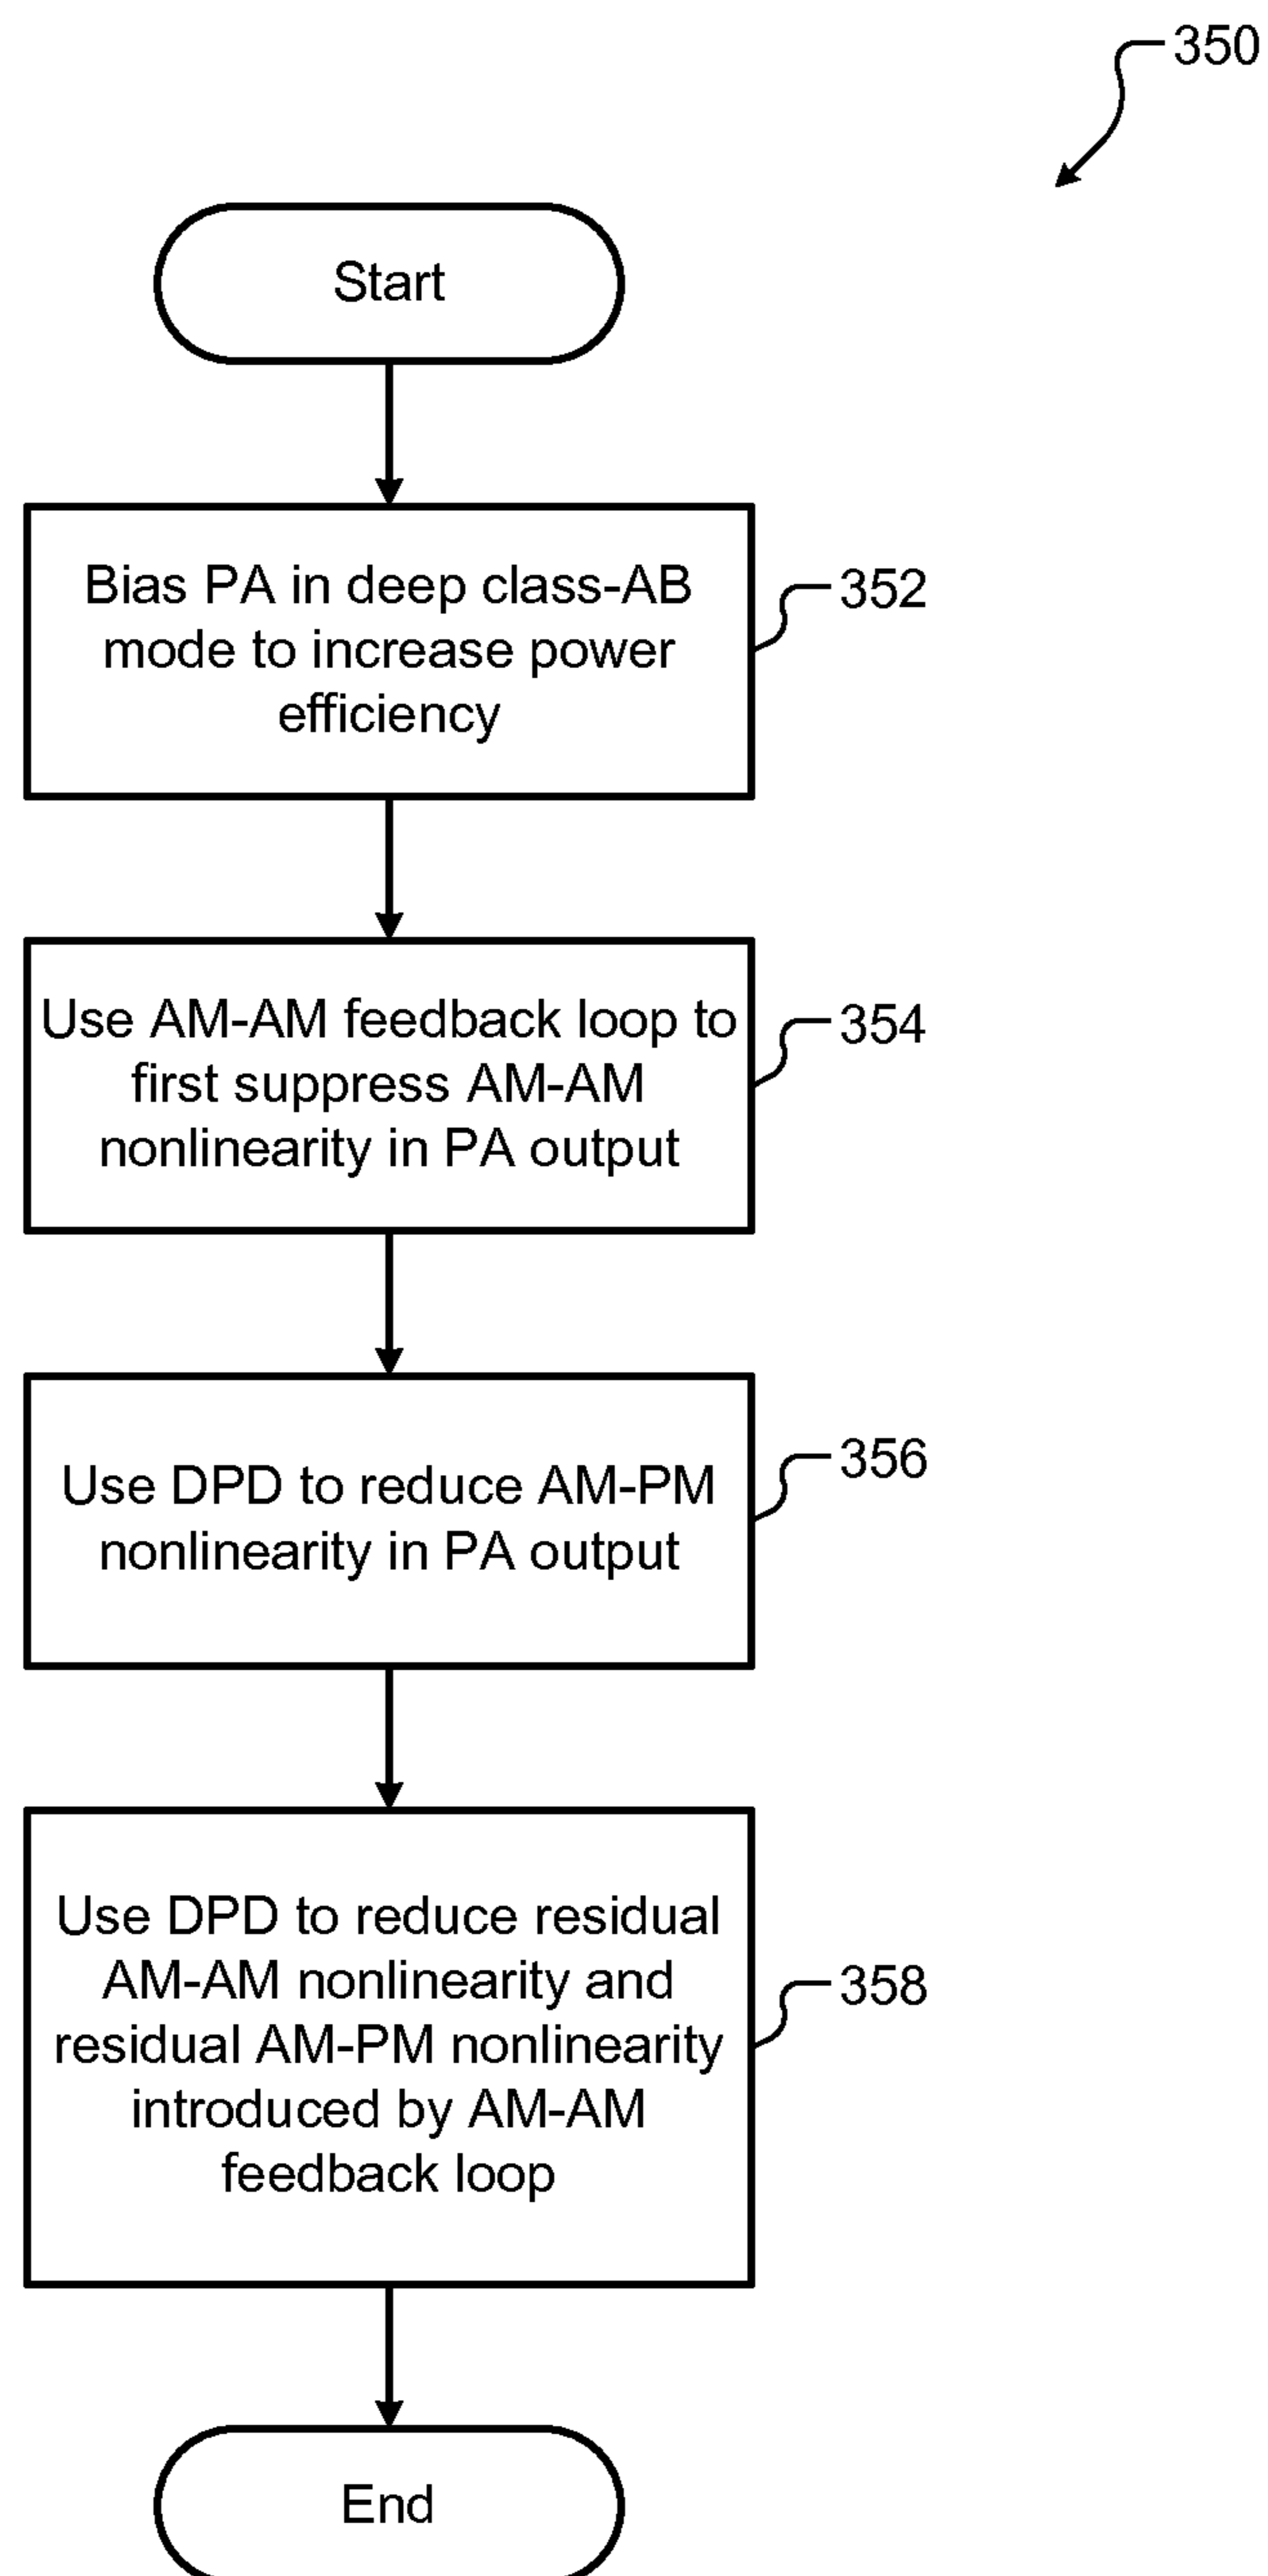 350
Start
Bias PA in deep class-AB
mode to increase power
efficiency
352
Use AM-AM feedback loop to
first suppress AM-AM
nonlinearity in PA output
354
Use DPD to reduce AM-PM
nonlinearity in PA output
356
Use DPD to reduce residual
AM-AM nonlinearity and
residual AM-PM nonlinearity
introduced by AM-AM
feedback loop
358
End